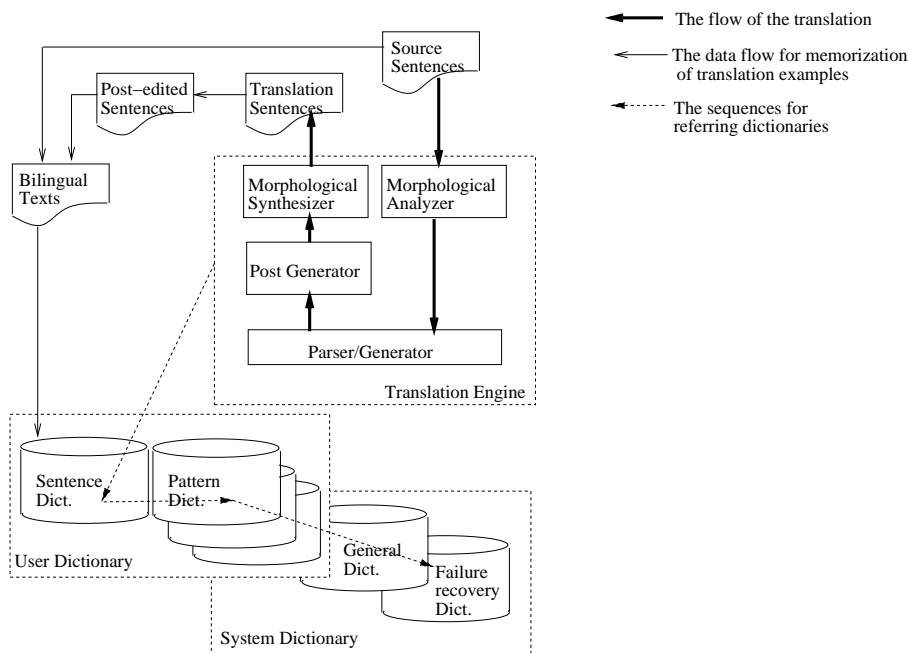 The flow of the translation
The data flow for memorization
of translation examples
The sequences for
referring dictionaries
Source
Sentences
Translation
Sentences
Post−edited
Sentences
Bilingual
Texts
Morphological
Synthesizer
Morphological
Analyzer
Post Generator
Parser/Generator
Translation Engine
Sentence
Dict.
Pattern
Dict.
User Dictionary
General
Dict.
Failure
recovery
Dict.
System Dictionary